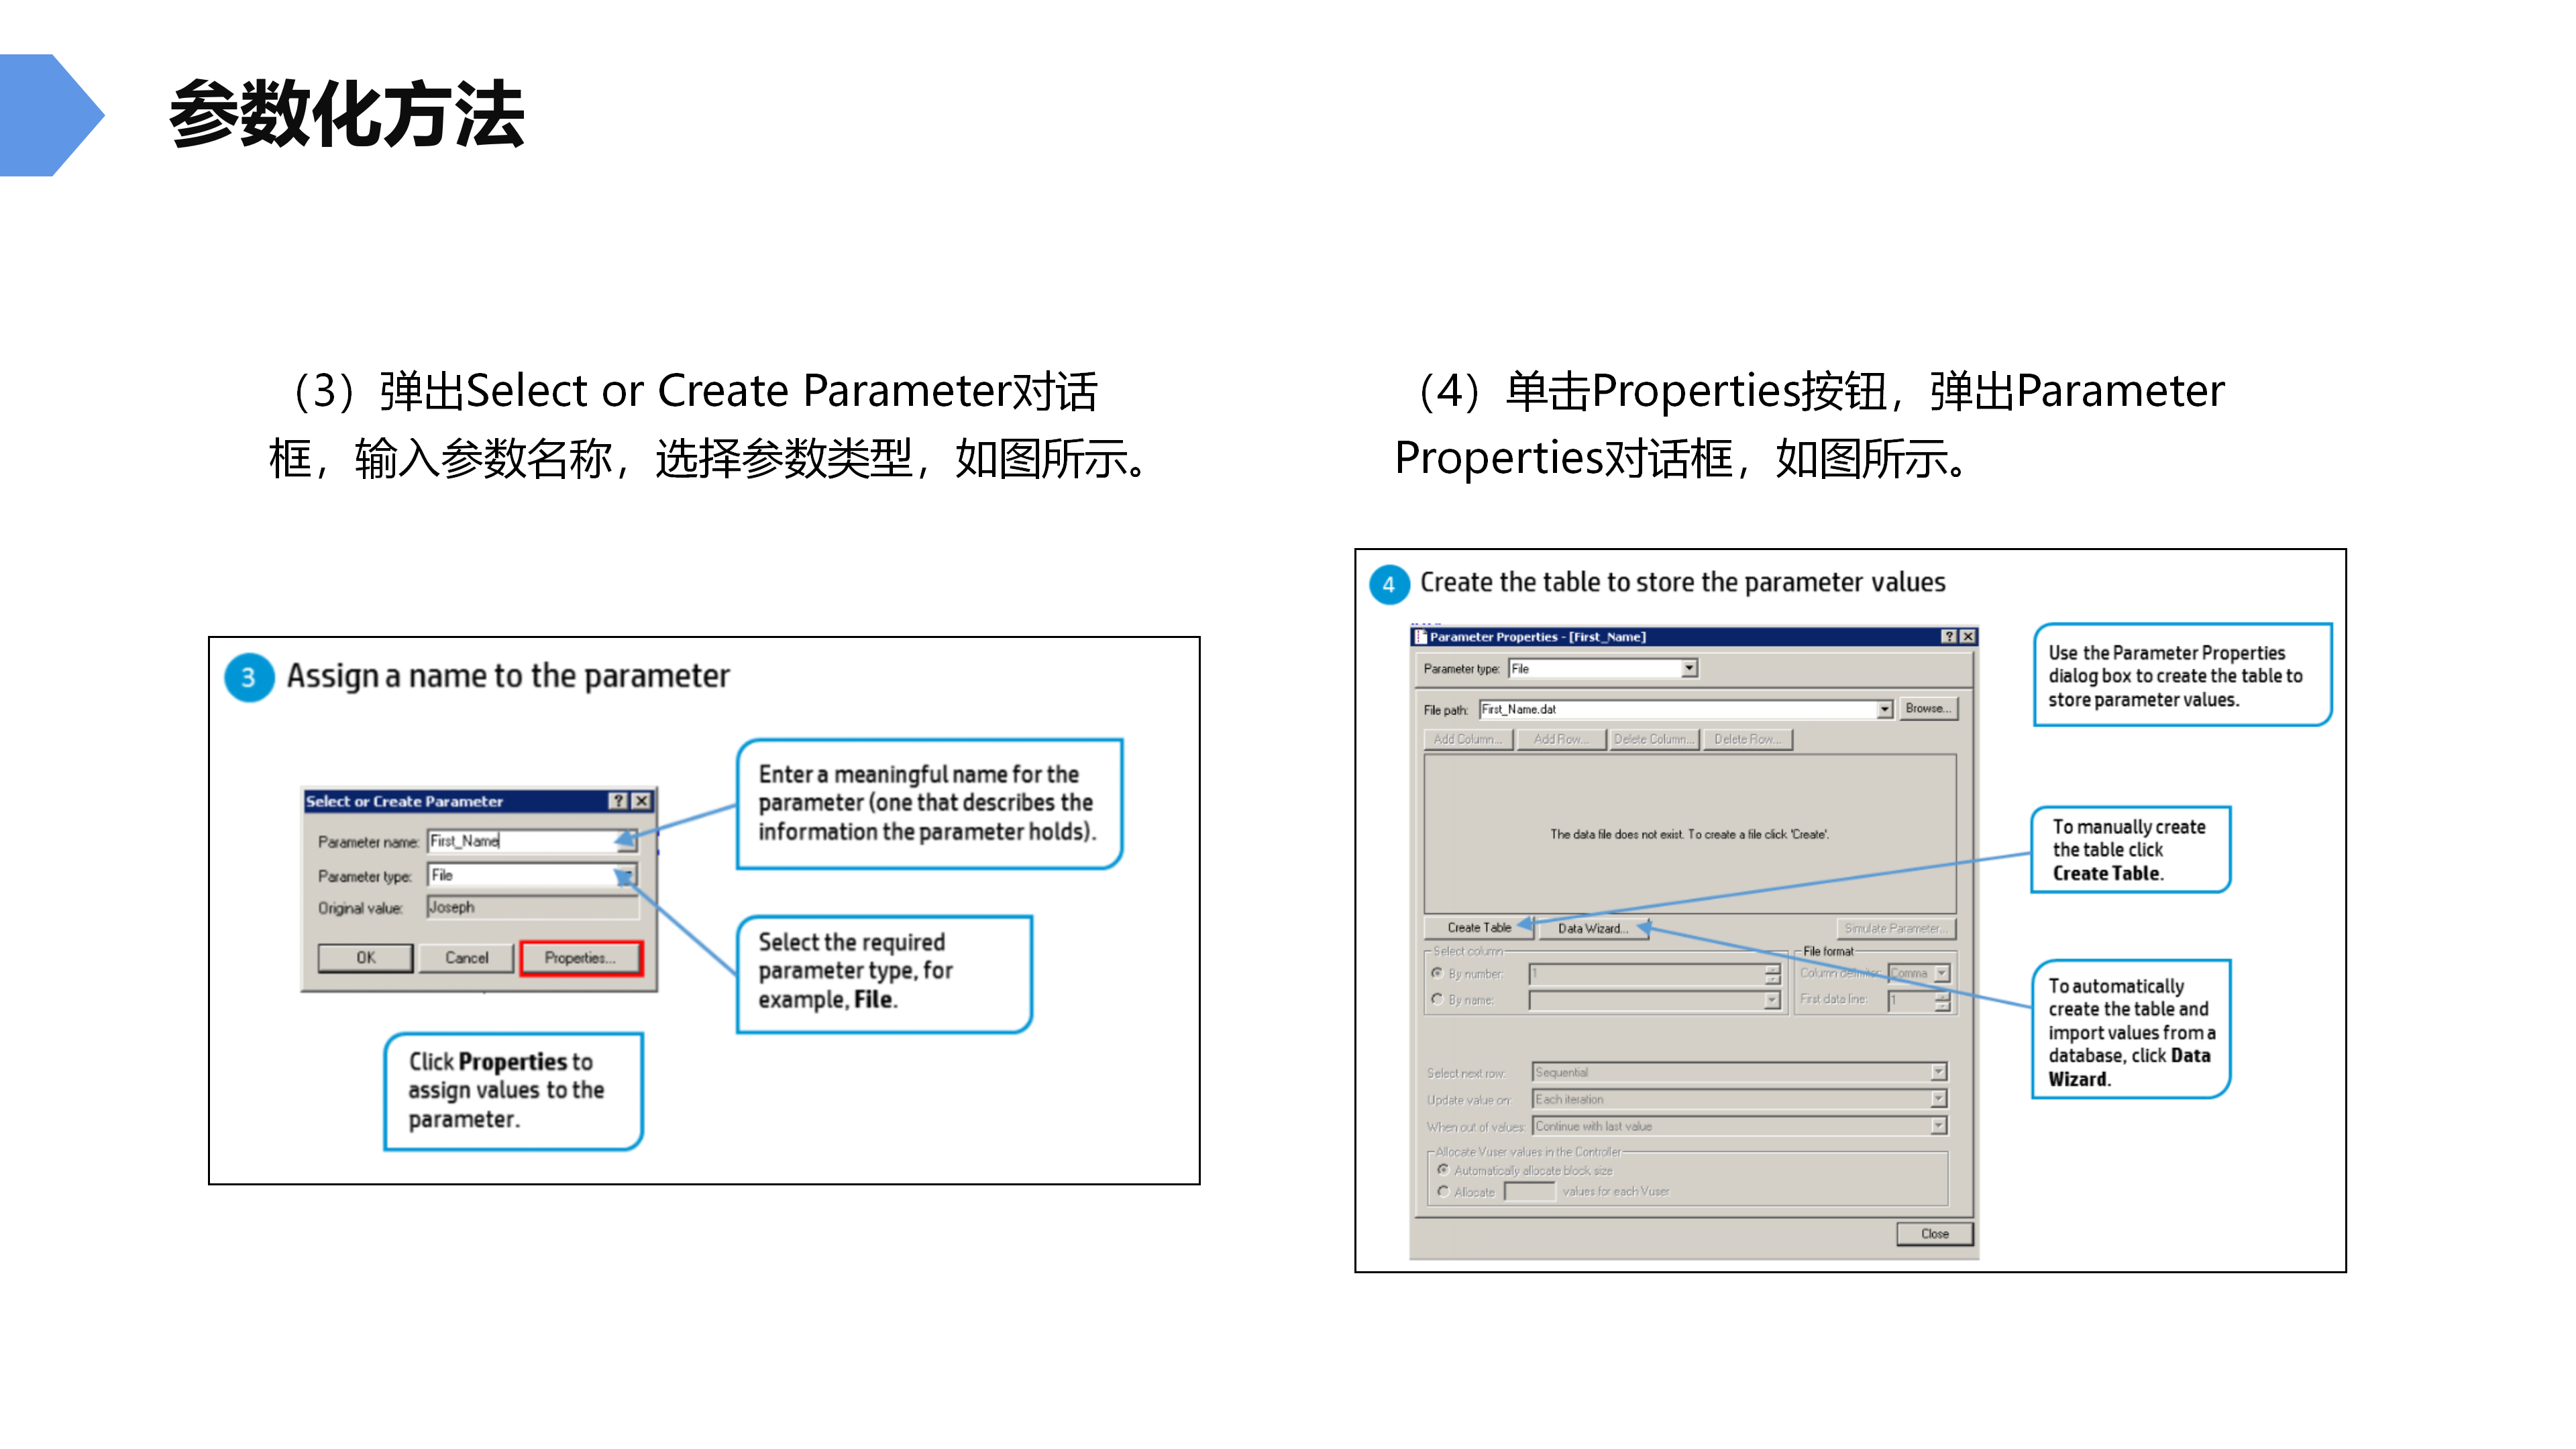 参数化方法
（3）弹出Select or Create Parameter对话
框，输入参数名称，选择参数类型，如图所示。
3 Assign a name to the parameter
Select or Create Parameter
Parameter name: First_Name
Parameter type: File
Original value: Joseph
OK Cancel Properties...
Enter a meaningful name for the
parameter (one that describes the
information the parameter holds).
Select the required
parameter type, for
example, File.
Click Properties to
assign values to the
parameter.
（4）单击Properties按钮，弹出Parameter
Properties对话框，如图所示。
4 Create the table to store the parameter values
Parameter Properties - [First_Name]
Parameter type: File
File path: First_Name.dat Browse...
Add Column... Add Row... Delete Column... Delete Row...
The data file does not exist. To create a file click 'Create'.
Create Table Data Wizard... Simulate Parameter...
Select column File format
By number: 1 Column delimiter: Comma
By name: First data line: 1
Select next row: Sequential
Update value on: Each iteration
When out of values: Continue with last value
Allocate Vuser values in the Controller
Automatically allocate block size
Allocate values for each Vuser
Close
Use the Parameter Properties
dialog box to create the table to
store parameter values.
To manually create
the table click
Create Table.
To automatically
create the table and
import values from a
database, click Data
Wizard.